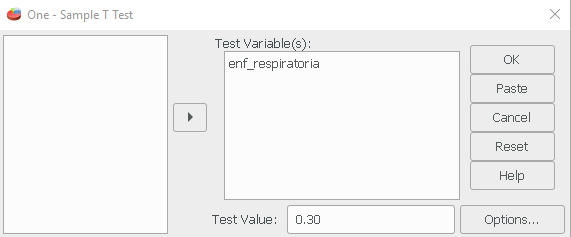 One - Sample T Test
Test Variable(s):
enf_respiratoria
OK
Paste
Cancel
Reset
Help
Test Value: 0.30
Options...